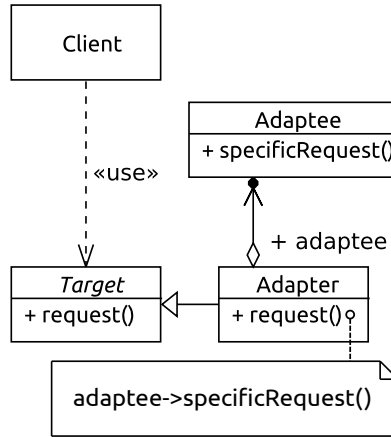 Client
Adaptee
+ specificRequest()
«use»
+ adaptee
Target
+ request()
Adapter
+ request()
adaptee->specificRequest()